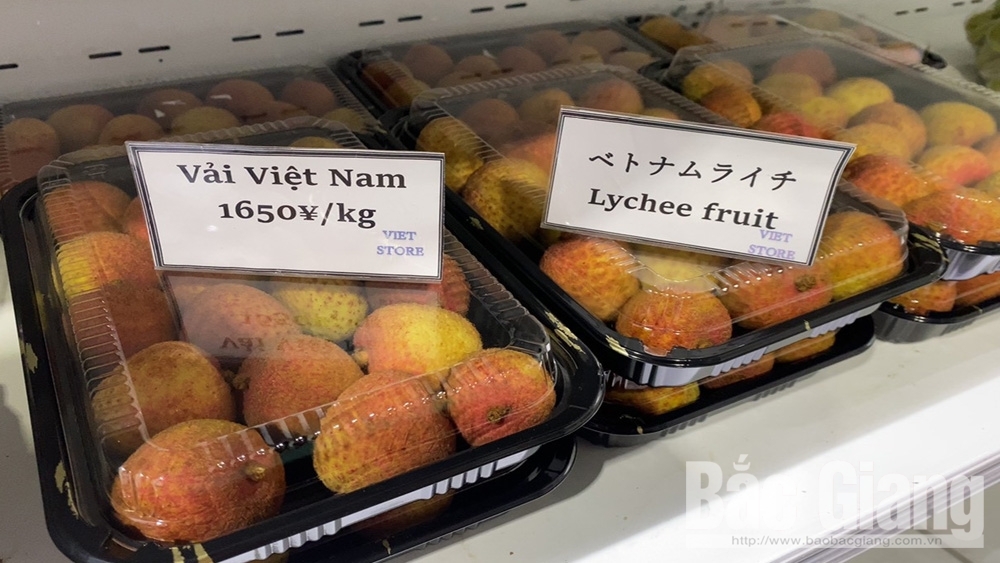 Vải Việt Nam
1650¥/kg
VIET
STORE
ベトナムライチ
Lychee fruit
VIET
STORE
Bắc Giang
http://www.baobacgiang.com.vn